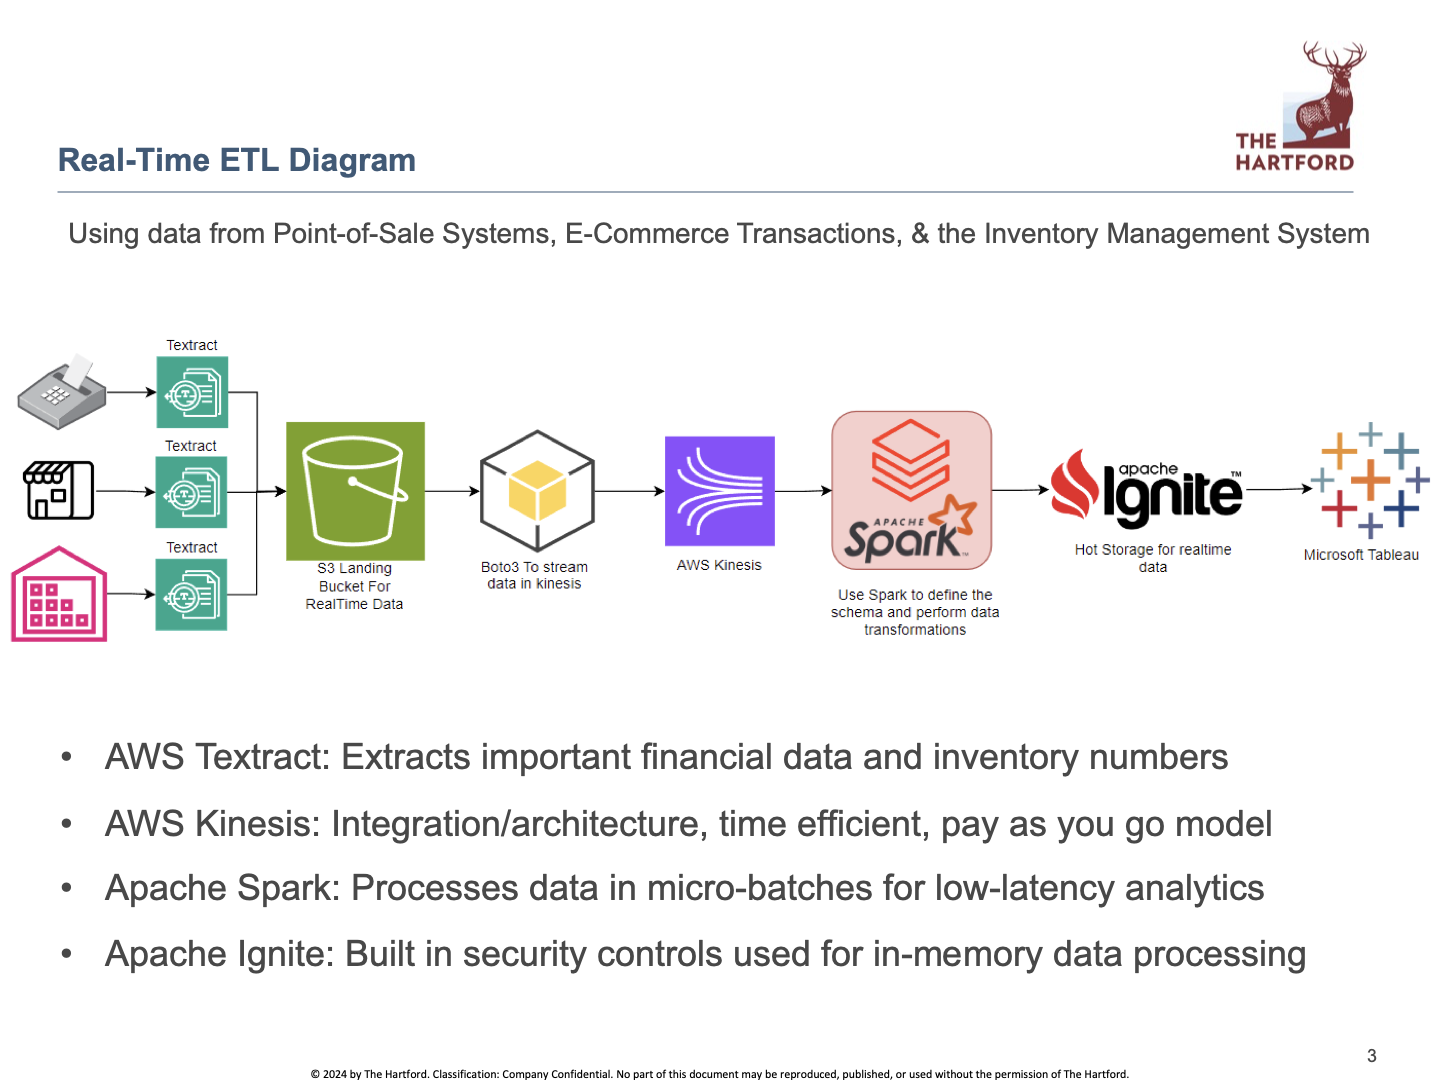 THE
HARTFORD
Real-Time ETL Diagram
Using data from Point-of-Sale Systems, E-Commerce Transactions, & the Inventory Management System
Textract
Textract
Textract
S3 Landing
Bucket For
RealTime Data
Boto3 To stream
data in kinesis
AWS Kinesis
APACHE
Spark™
Use Spark to define the
schema and perform data
transformations
apache
Ignite™
Hot Storage for realtime
data
Microsoft Tableau
• AWS Textract: Extracts important financial data and inventory numbers
• AWS Kinesis: Integration/architecture, time efficient, pay as you go model
• Apache Spark: Processes data in micro-batches for low-latency analytics
• Apache Ignite: Built in security controls used for in-memory data processing
3
© 2024 by The Hartford. Classification: Company Confidential. No part of this document may be reproduced, published, or used without the permission of The Hartford.